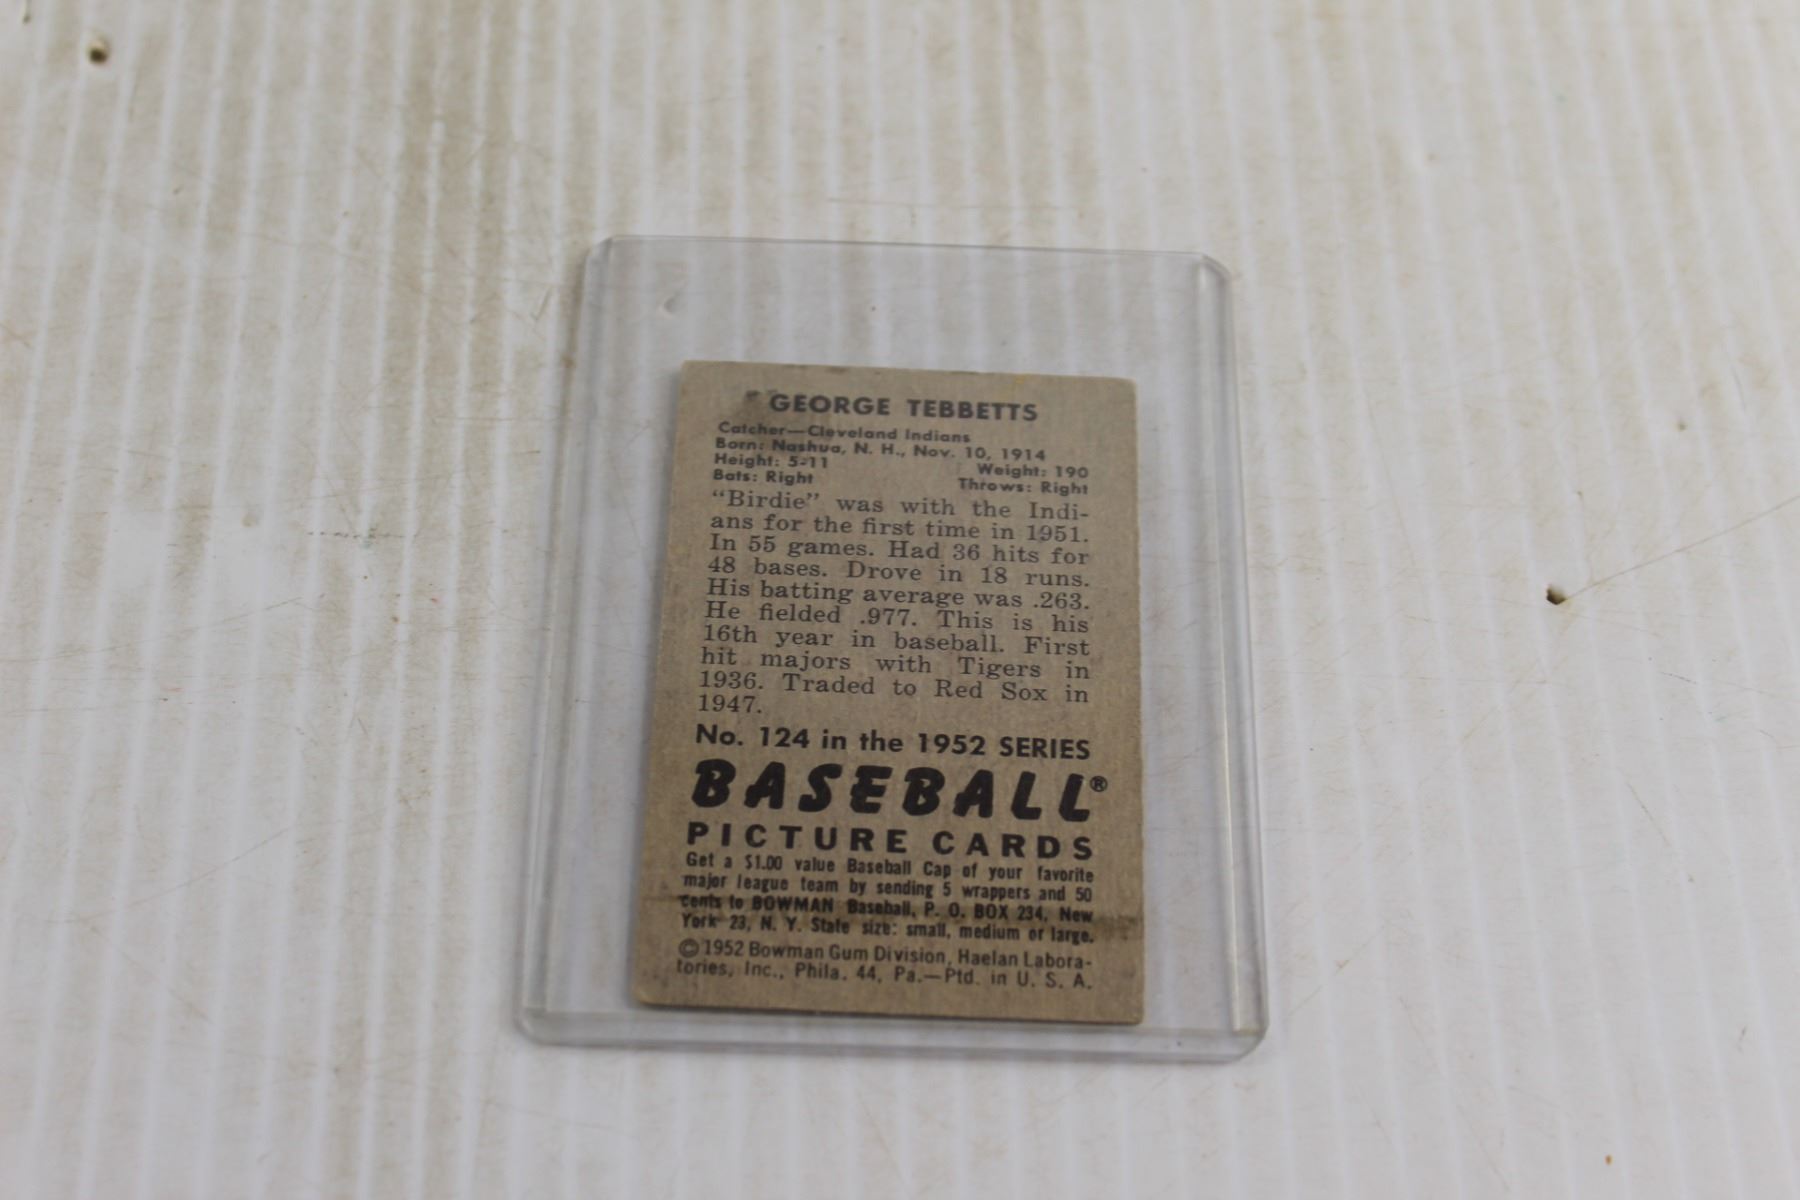 GEORGE TEBBETTS
Catcher—Cleveland Indians
Born: Nashua, N. H., Nov. 10, 1914
Height: 5-11 Weight: 190
Bats: Right Throws: Right
"Birdie" was with the Indi-
ans for the first time in 1951.
In 55 games. Had 36 hits for
48 bases. Drove in 18 runs.
His batting average was .263.
He fielded .977. This is his
16th year in baseball. First
hit majors with Tigers in
1936. Traded to Red Sox in
1947.
No. 124 in the 1952 SERIES
BASEBALL®
PICTURE CARDS
Get a $1.00 value Baseball Cap of your favorite
major league team by sending 5 wrappers and 50
cents to BOWMAN Baseball, P. O. BOX 234, New
York 23, N. Y. State size: small, medium or large.
©1952 Bowman Gum Division, Haelan Labora-
tories, Inc., Phila. 44, Pa.—Ptd. in U. S. A.